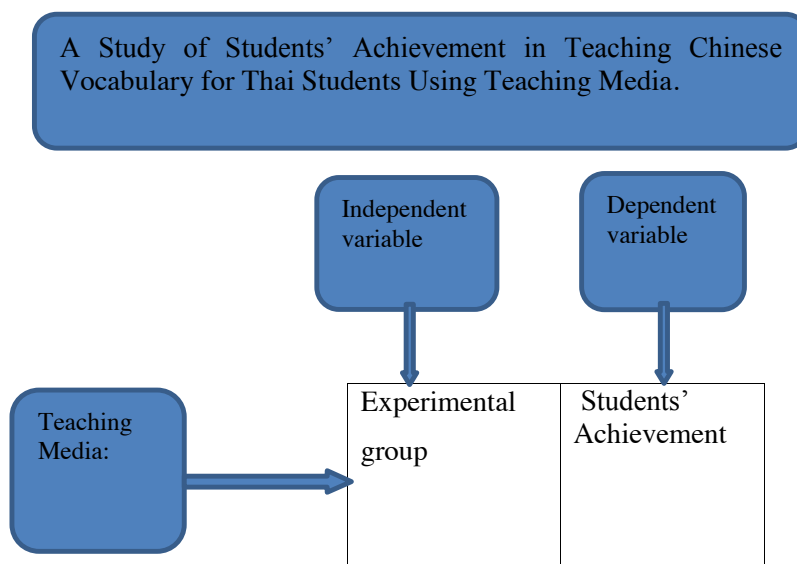 A Study of Students’ Achievement in Teaching Chinese
Vocabulary for Thai Students Using Teaching Media.
Independent
variable
Dependent
variable
Teaching
Media:
Experimental
group
Students’
Achievement